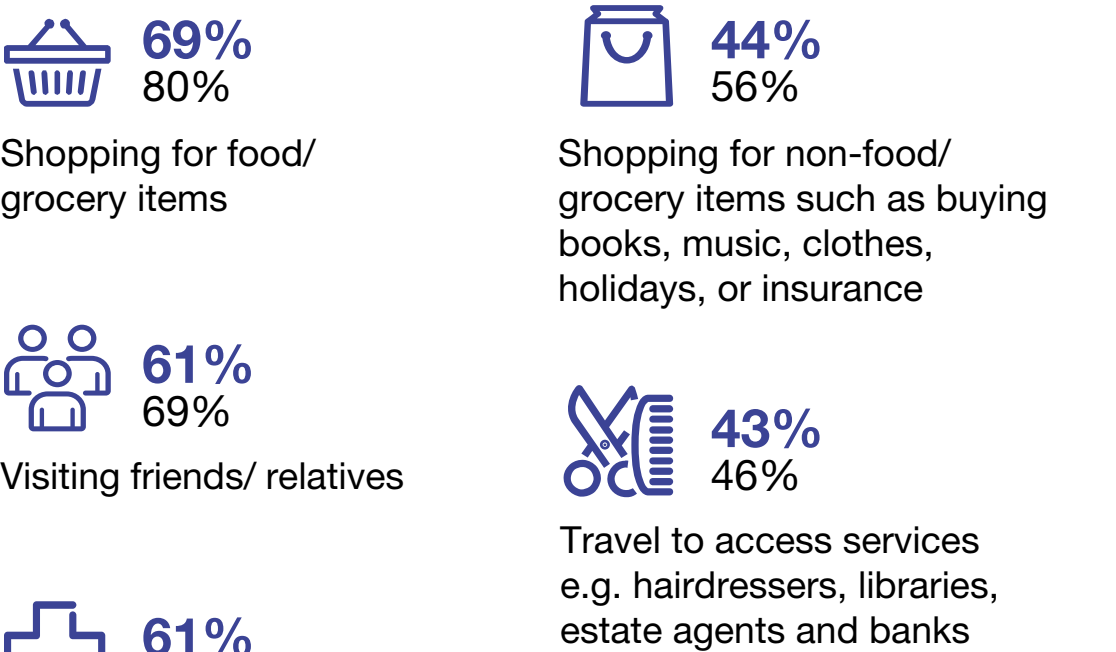 69%
80%
Shopping for food/
grocery items
61%
69%
Visiting friends/ relatives
61%
44%
56%
Shopping for non-food/
grocery items such as buying
books, music, clothes,
holidays, or insurance
43%
46%
Travel to access services
e.g. hairdressers, libraries,
estate agents and banks